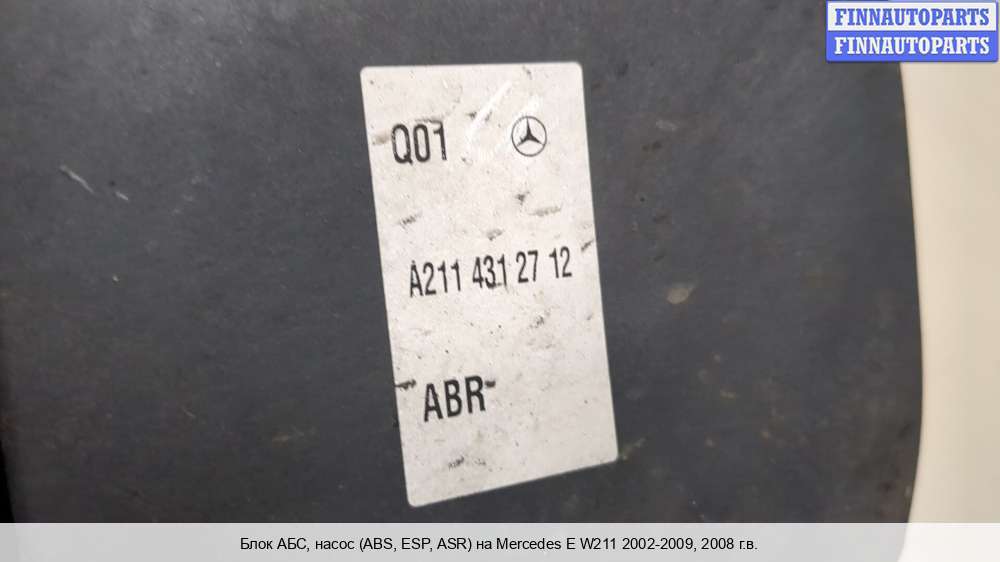 FINNAUTOPARTS
FINNAUTOPARTS
Q01
A211 431 27 12
ABR
Блок АБС, насос (ABS, ESP, ASR) на Mercedes E W211 2002-2009, 2008 г.в.